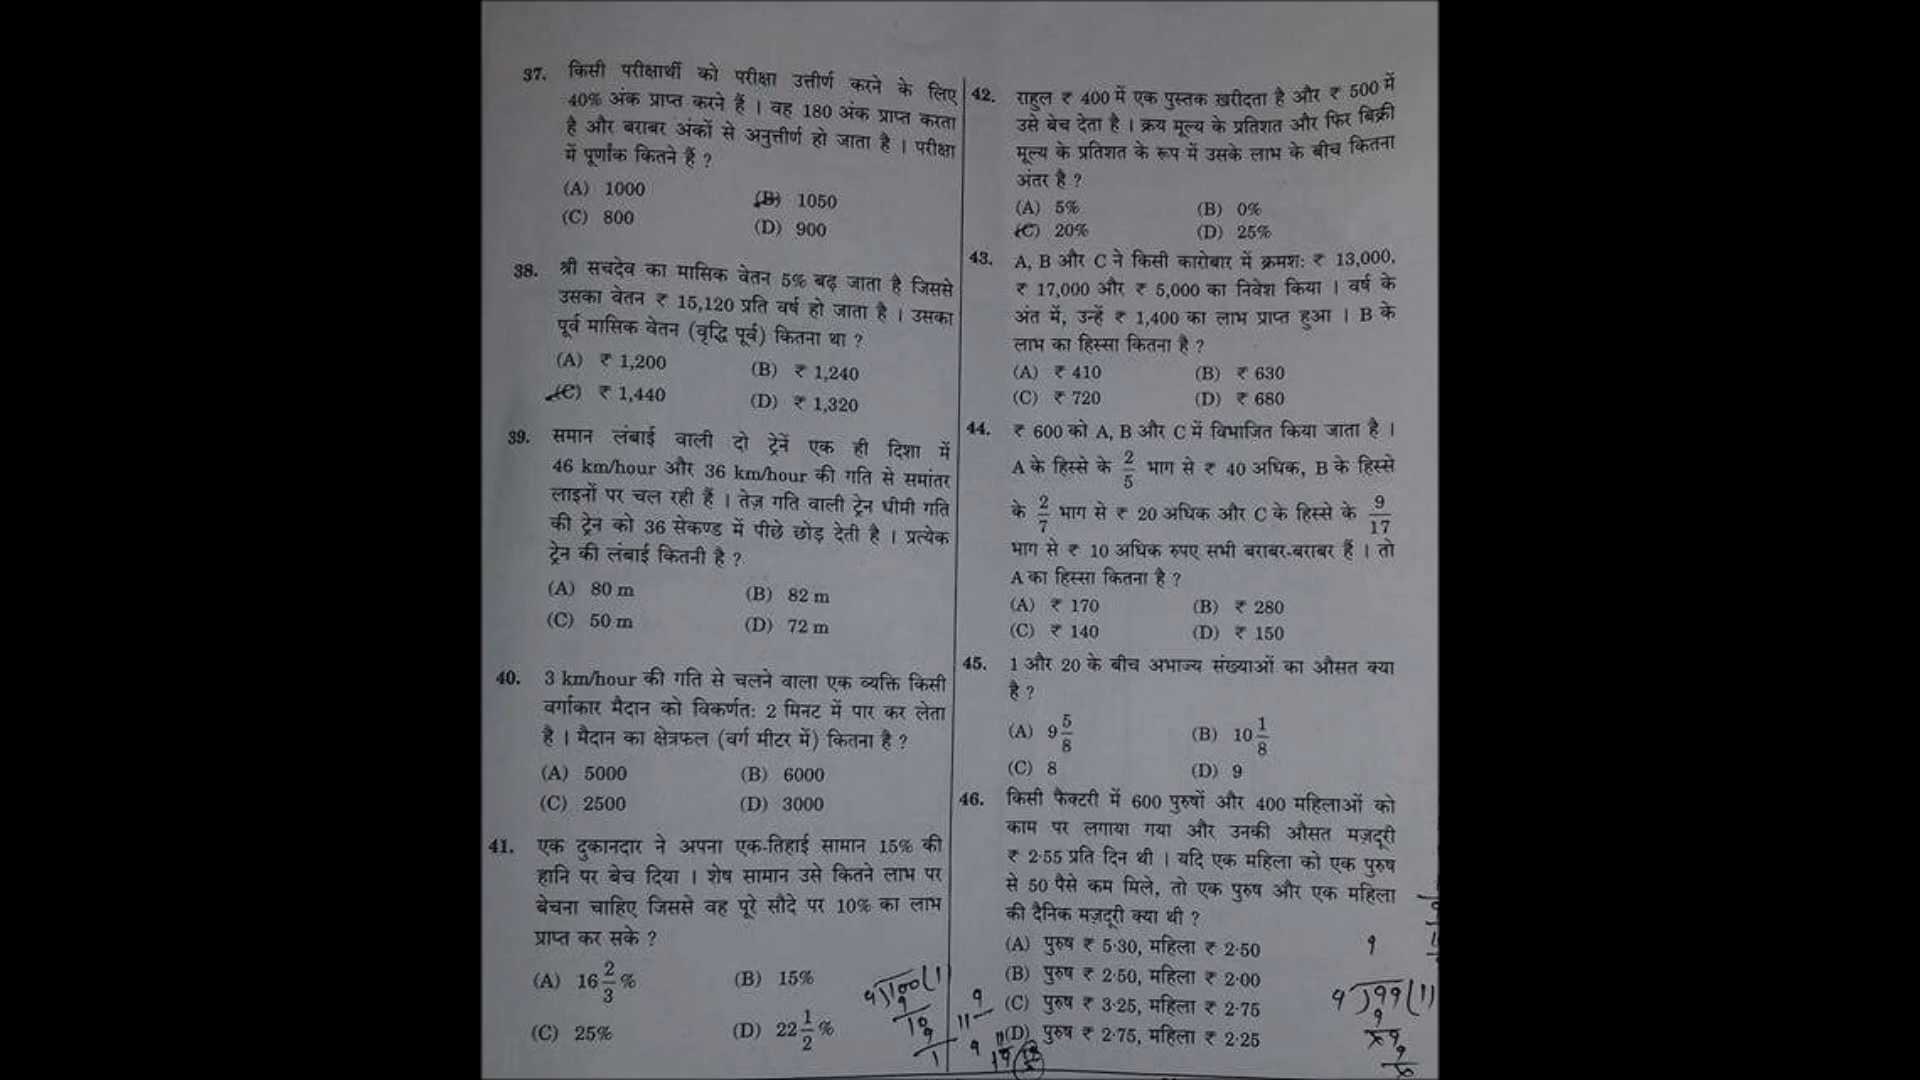 37. किसी परीक्षार्थी को परीक्षा उत्तीर्ण करने के लिए
40% अंक प्राप्त करने हैं । वह 180 अंक प्राप्त करता
है और बराबर अंकों से अनुत्तीर्ण हो जाता है । परीक्षा
में पूर्णांक कितने हैं ?
(A) 1000
(B) 1050
(C) 800
(D) 900
38. श्री सचदेव का मासिक वेतन 5% बढ़ जाता है जिससे
उसका वेतन ₹ 15,120 प्रति वर्ष हो जाता है । उसका
पूर्व मासिक वेतन (वृद्धि पूर्व) कितना था ?
(A) ₹ 1,200
(B) ₹ 1,240
(C) ₹ 1,440
(D) ₹ 1,320
39. समान लंबाई वाली दो ट्रेनें एक ही दिशा में
46 km/hour और 36 km/hour की गति से समांतर
लाइनों पर चल रही हैं । तेज़ गति वाली ट्रेन धीमी गति
की ट्रेन को 36 सेकण्ड में पीछे छोड़ देती है । प्रत्येक
ट्रेन की लंबाई कितनी है ?
(A) 80 m
(B) 82 m
(C) 50 m
(D) 72 m
40. 3 km/hour की गति से चलने वाला एक व्यक्ति किसी
वर्गाकार मैदान को विकर्णत: 2 मिनट में पार कर लेता
है । मैदान का क्षेत्रफल (वर्ग मीटर में) कितना है ?
(A) 5000
(B) 6000
(C) 2500
(D) 3000
41. एक दुकानदार ने अपना एक-तिहाई सामान 15% की
हानि पर बेच दिया । शेष सामान उसे कितने लाभ पर
बेचना चाहिए जिससे वह पूरे सौदे पर 10% का लाभ
प्राप्त कर सके ?
(A) 16 2/3 %
(B) 15%
(C) 25%
(D) 22 1/2 %
42. राहुल ₹ 400 में एक पुस्तक ख़रीदता है और ₹ 500 में
उसे बेच देता है । क्रय मूल्य के प्रतिशत और फिर बिक्री
मूल्य के प्रतिशत के रूप में उसके लाभ के बीच कितना
अंतर है ?
(A) 5%
(B) 0%
(C) 20%
(D) 25%
43. A, B और C ने किसी कारोबार में क्रमश: ₹ 13,000,
₹ 17,000 और ₹ 5,000 का निवेश किया । वर्ष के
अंत में, उन्हें ₹ 1,400 का लाभ प्राप्त हुआ । B के
लाभ का हिस्सा कितना है ?
(A) ₹ 410
(B) ₹ 630
(C) ₹ 720
(D) ₹ 680
44. ₹ 600 को A, B और C में विभाजित किया जाता है ।
A के हिस्से के 2/5 भाग से ₹ 40 अधिक, B के हिस्से
के 2/7 भाग से ₹ 20 अधिक और C के हिस्से के 9/17
भाग से ₹ 10 अधिक रुपए सभी बराबर-बराबर हैं । तो
A का हिस्सा कितना है ?
(A) ₹ 170
(B) ₹ 280
(C) ₹ 140
(D) ₹ 150
45. 1 और 20 के बीच अभाज्य संख्याओं का औसत क्या
है ?
(A) 9 5/8
(B) 10 1/8
(C) 8
(D) 9
46. किसी फैक्टरी में 600 पुरुषों और 400 महिलाओं को
काम पर लगाया गया और उनकी औसत मज़दूरी
₹ 2·55 प्रति दिन थी । यदि एक महिला को एक पुरुष
से 50 पैसे कम मिले, तो एक पुरुष और एक महिला
की दैनिक मज़दूरी क्या थी ?
(A) पुरुष ₹ 5·30, महिला ₹ 2·50
(B) पुरुष ₹ 2·50, महिला ₹ 2·00
(C) पुरुष ₹ 3·25, महिला ₹ 2·75
(D) पुरुष ₹ 2·75, महिला ₹ 2·25